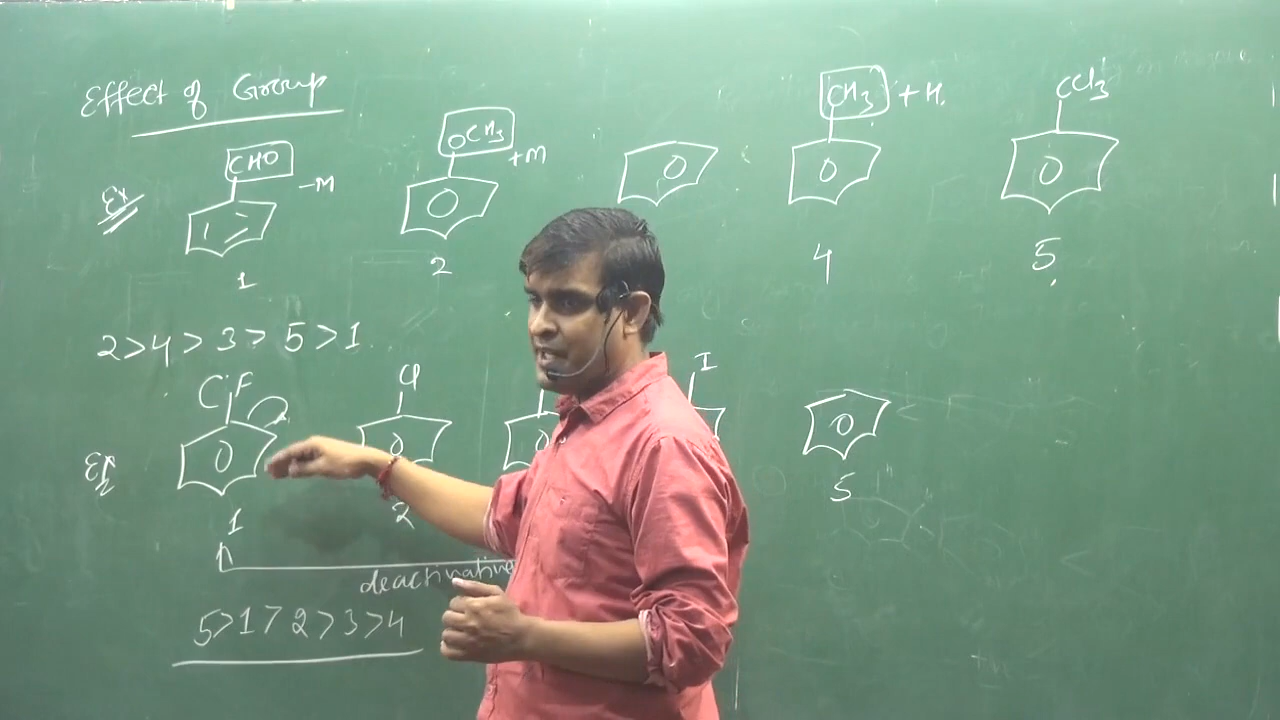 Effect of Group
Ex
CHO
-M
OCH3
+M
CH3 +H.
CCl3
1
2
4
5
2>4>3>5>1
Ex
F
Cl
I
1
2
5
deactivating
5>1>2>3>4